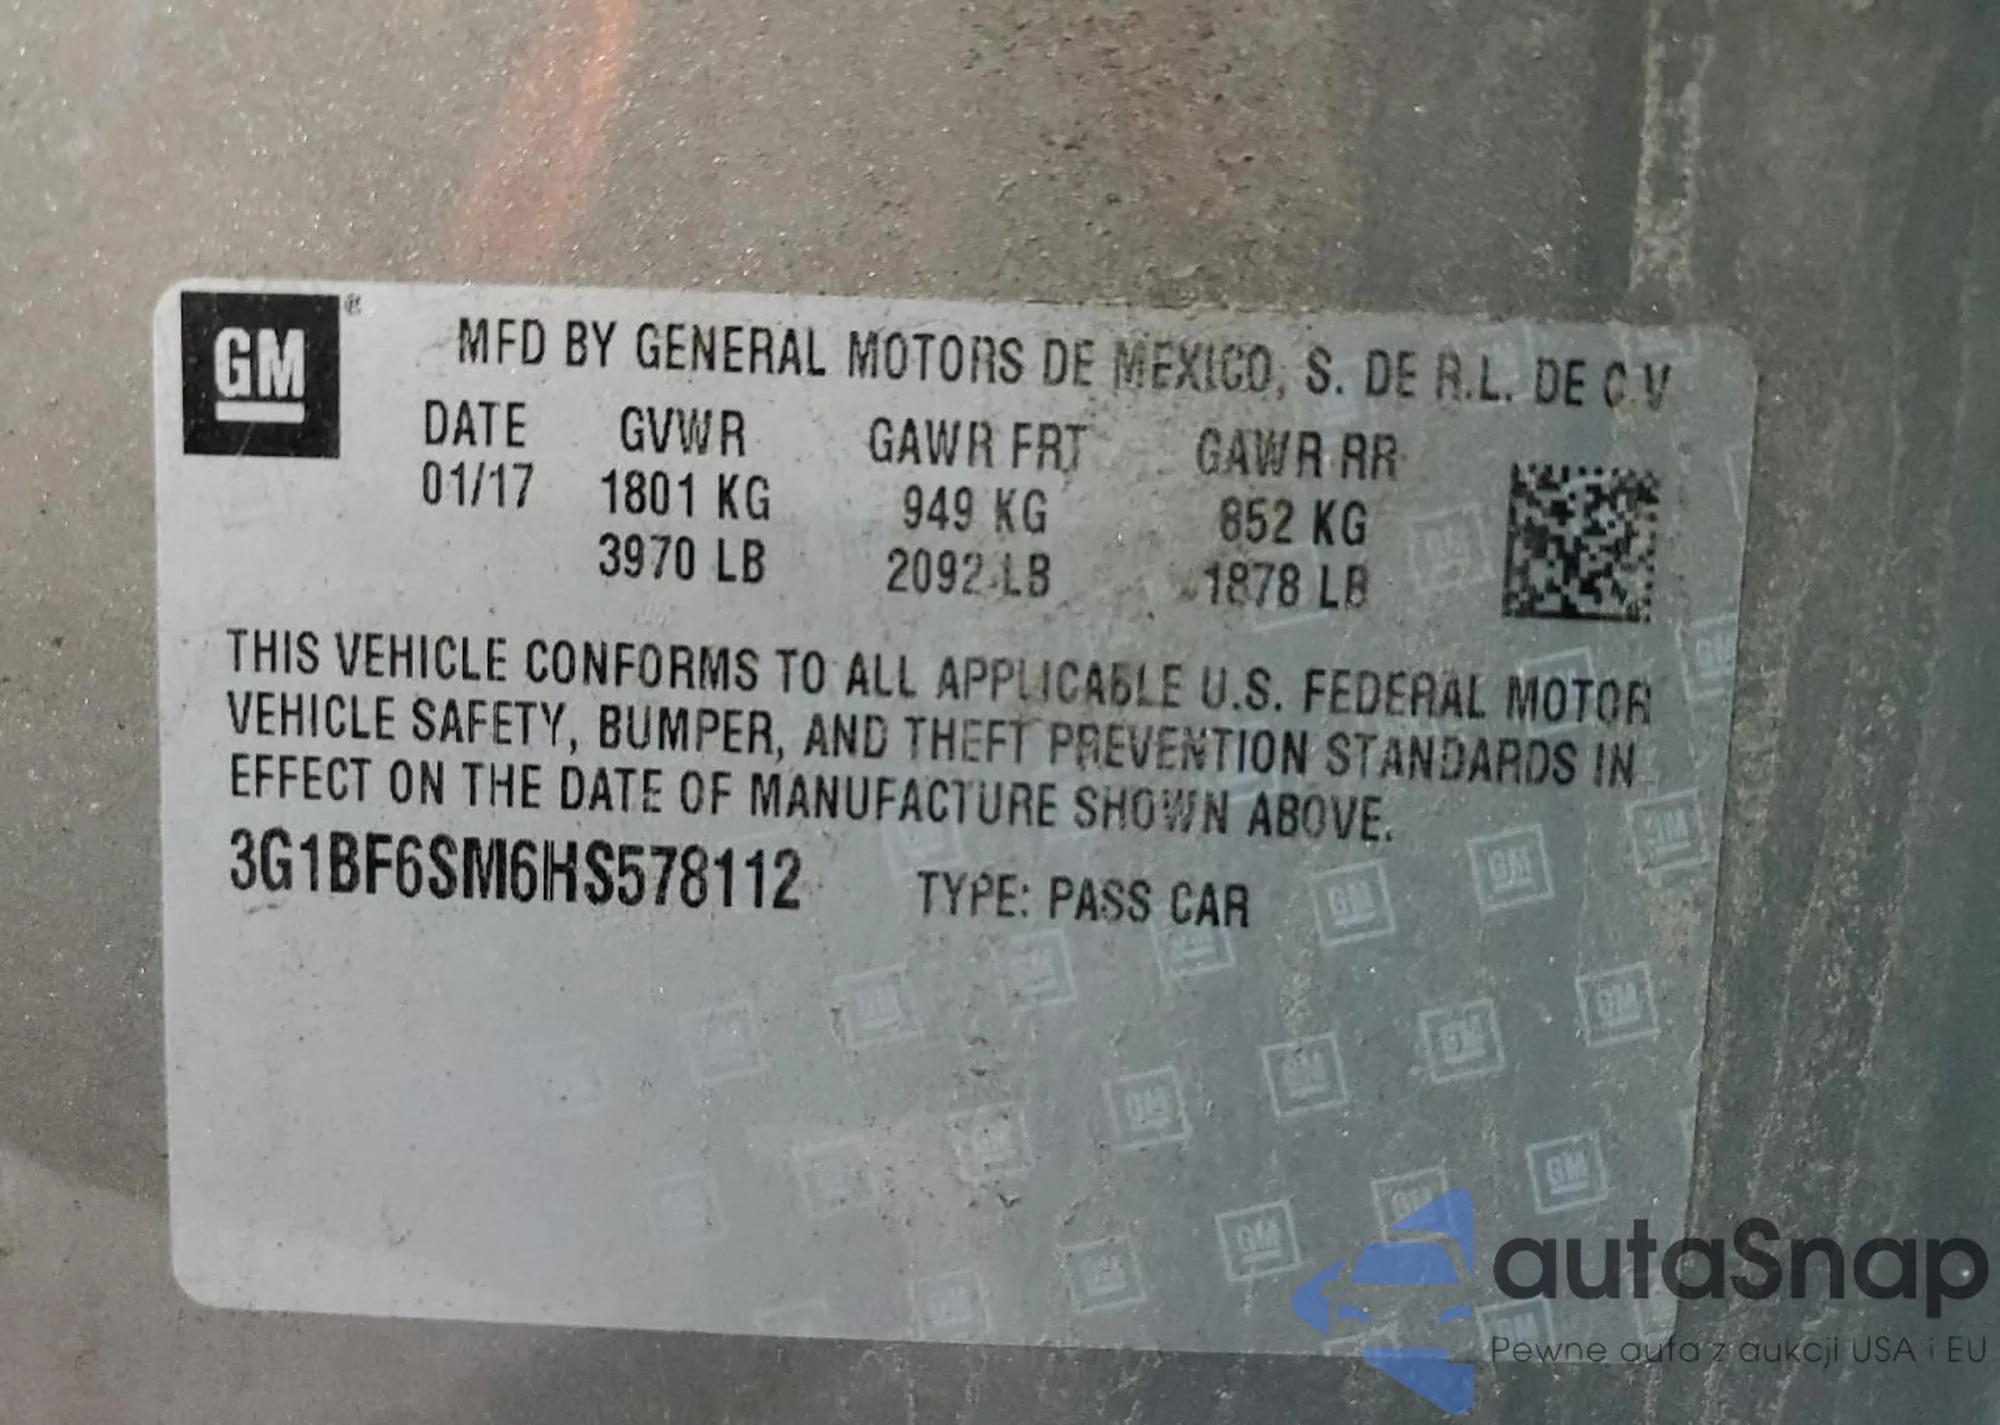 GM ®
MFD BY GENERAL MOTORS DE MEXICO, S. DE R.L. DE C.V
DATE GVWR GAWR FRT GAWR RR
01/17 1801 KG 949 KG 852 KG
3970 LB 2092 LB 1878 LB
THIS VEHICLE CONFORMS TO ALL APPLICABLE U.S. FEDERAL MOTOR
VEHICLE SAFETY, BUMPER, AND THEFT PREVENTION STANDARDS IN
EFFECT ON THE DATE OF MANUFACTURE SHOWN ABOVE.
3G1BF6SM6HS578112 TYPE: PASS CAR
autaSnap
Pewne auta z aukcji USA i EU